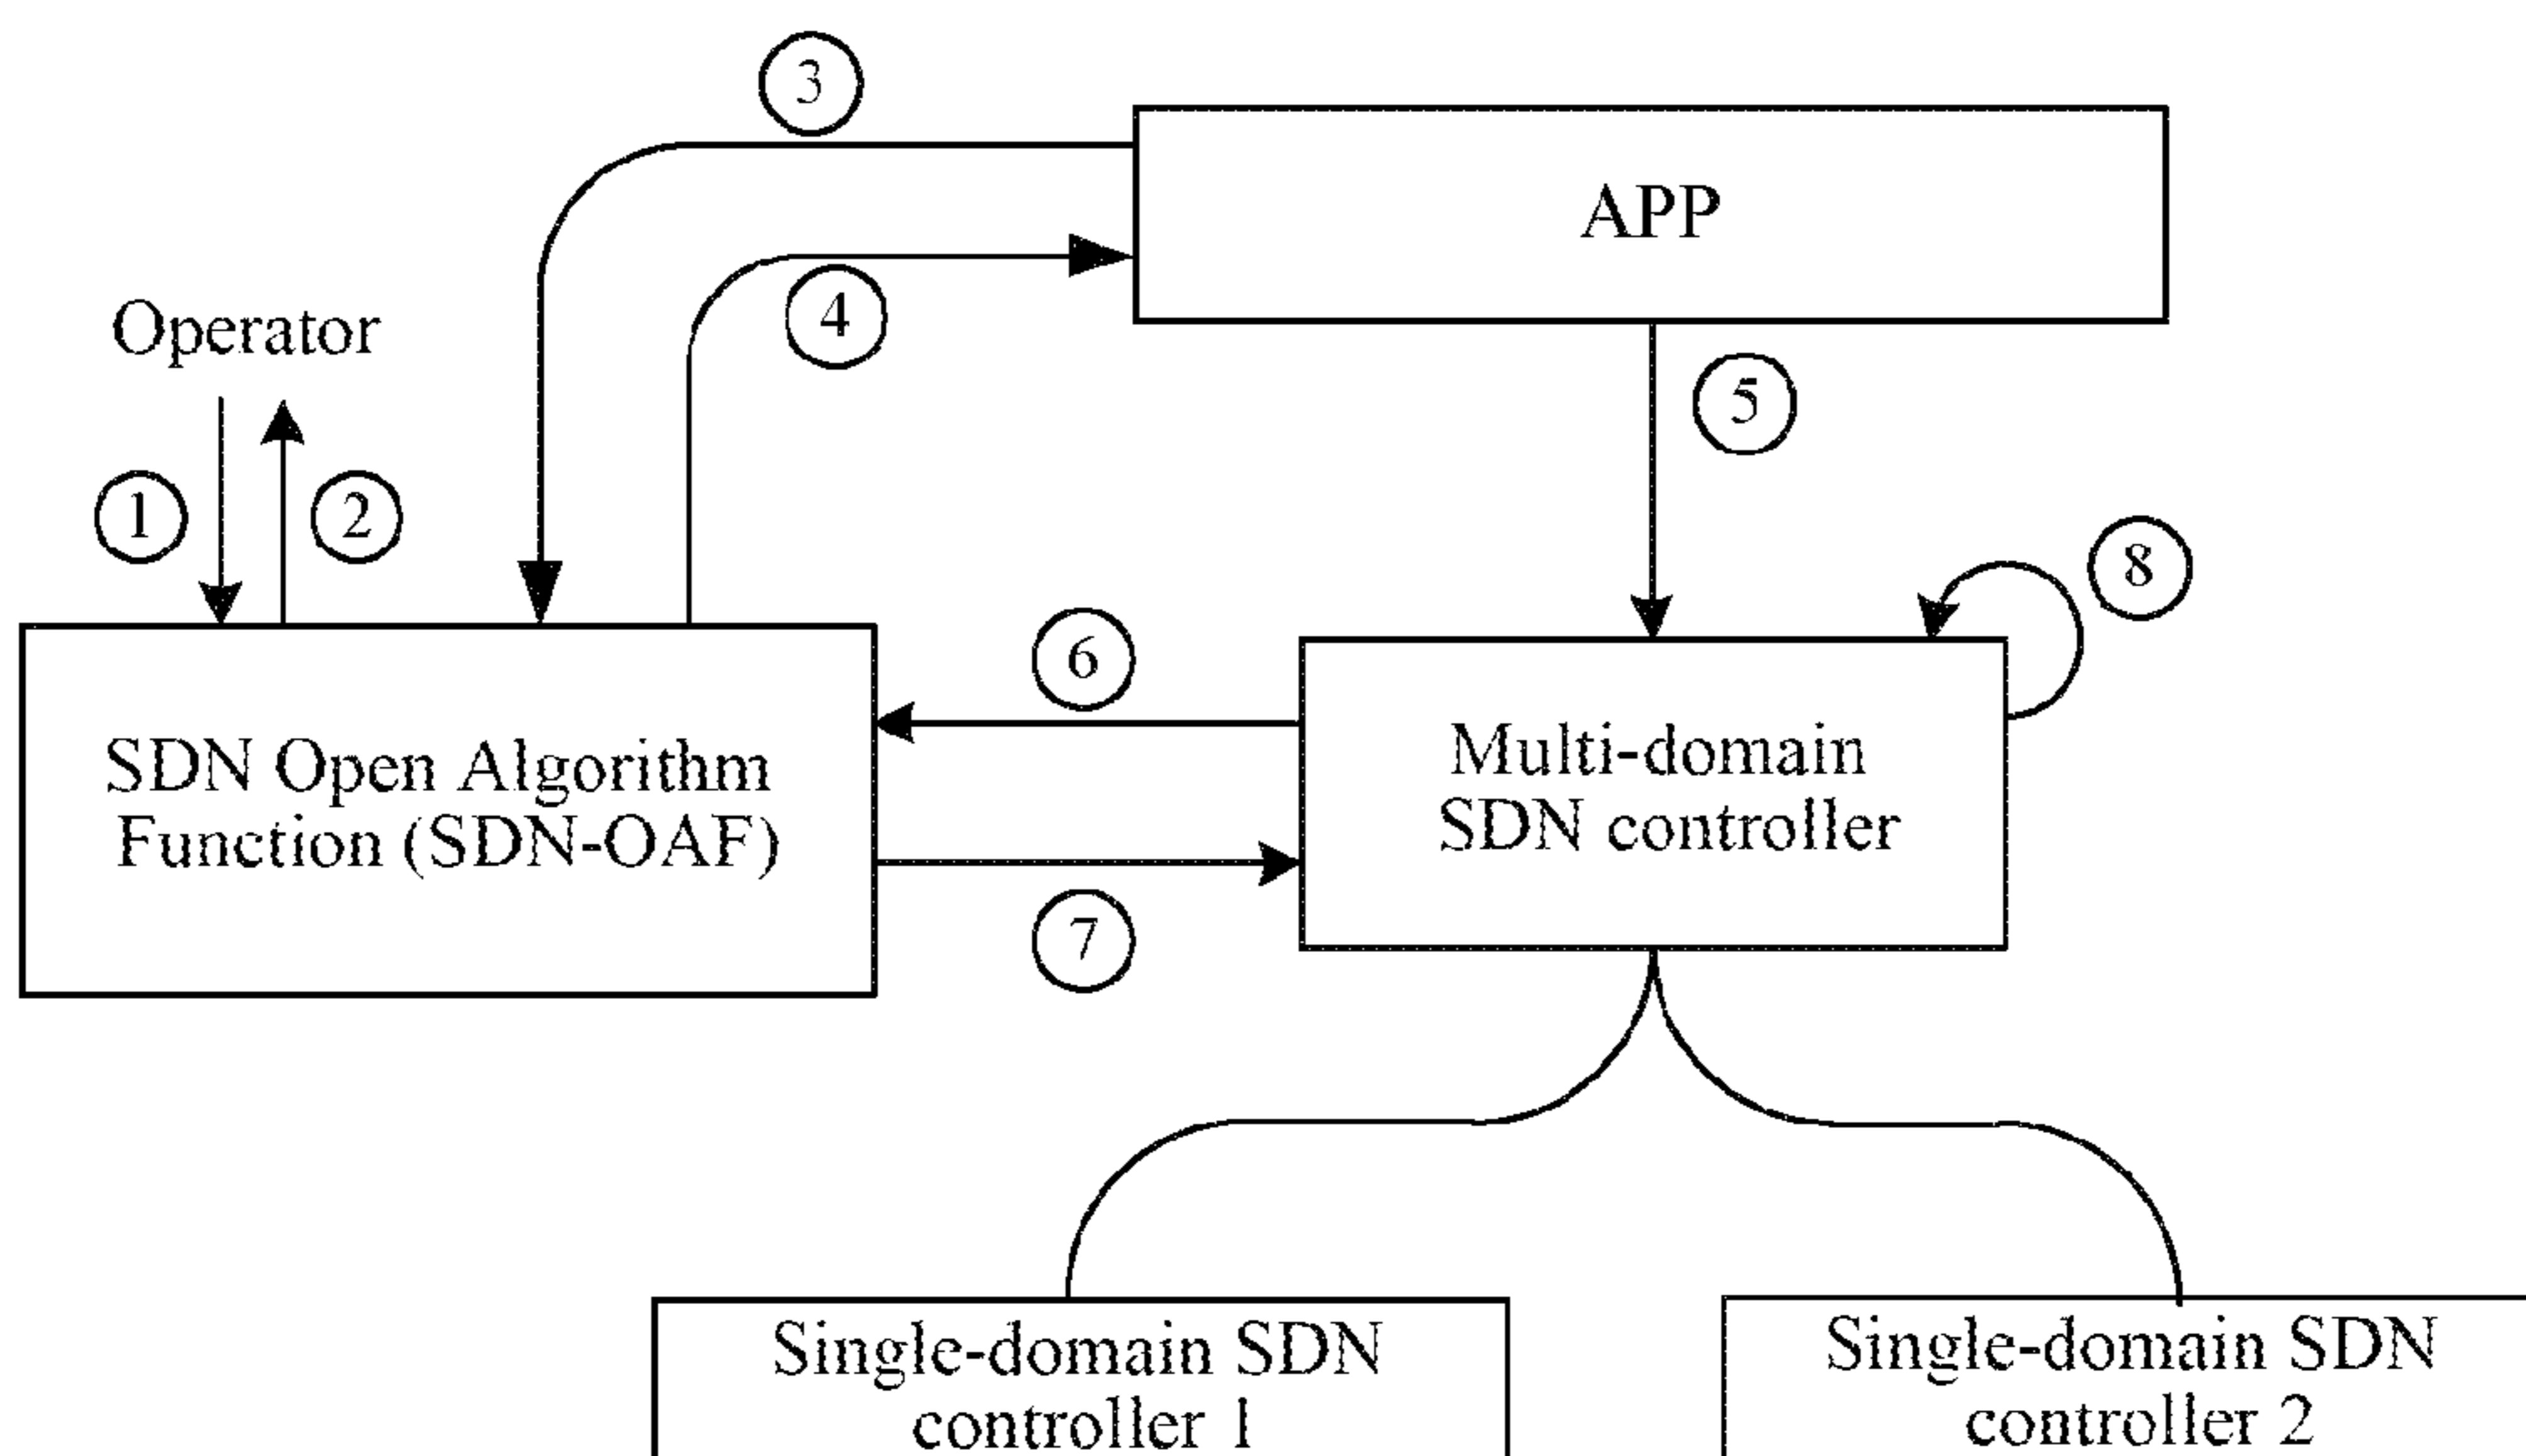 3
APP
4
Operator
5
1
2
8
6
SDN Open Algorithm
Function (SDN-OAF)
Multi-domain
SDN controller
7
Single-domain SDN
controller 1
Single-domain SDN
controller 2